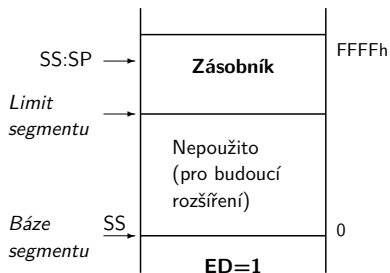 FFFFh
SS:SP
Zásobník
Limit
segmentu
Nepoužito
(pro budoucí
rozšíření)
Báze
segmentu
SS
0
ED=1